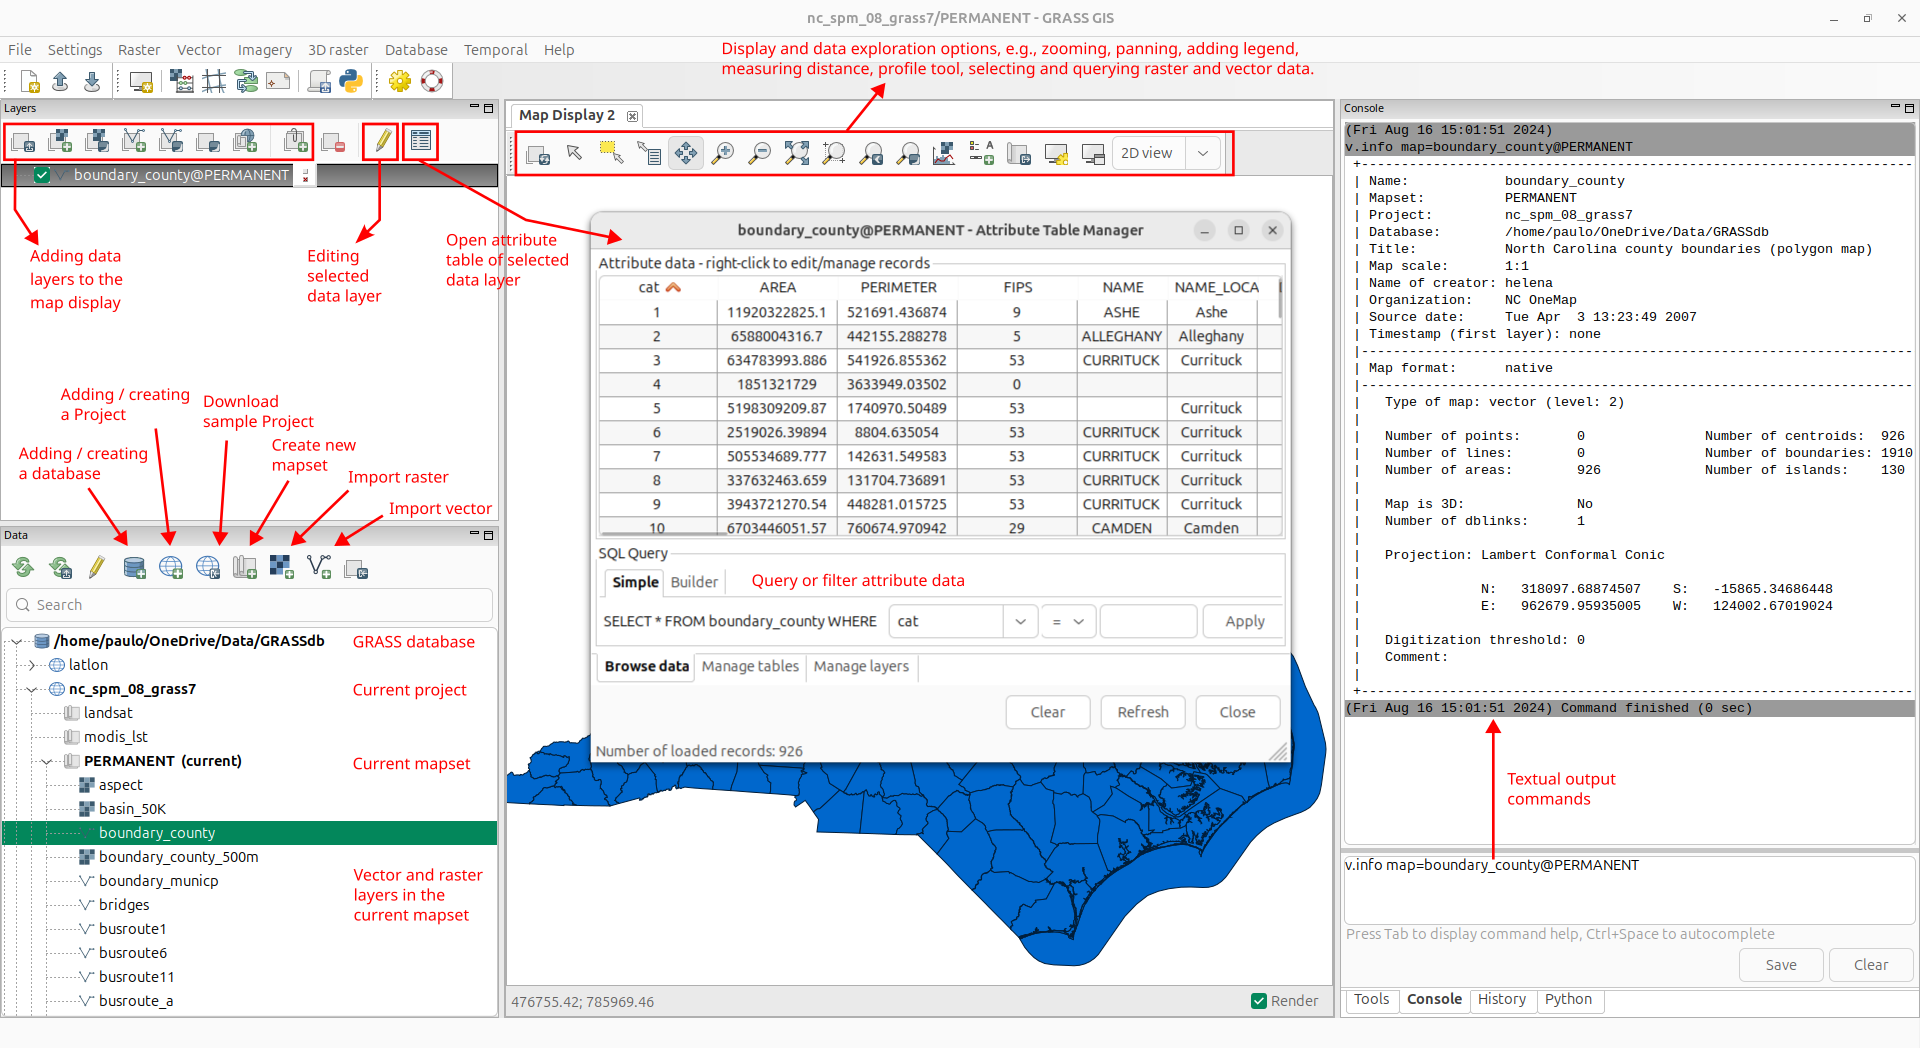 nc_spm_08_grass7/PERMANENT - GRASS GIS
File Settings Raster Vector Imagery 3D raster Database Temporal Help
Display and data exploration options, e.g., zooming, panning, adding legend,
measuring distance, profile tool, selecting and querying raster and vector data.
Layers
boundary_county@PERMANENT
Adding data
layers to the
map display
Editing
selected
data layer
Open attribute
table of selected
data layer
Adding / creating
a Project
Download
sample Project
Create new
mapset
Adding / creating
a database
Import raster
Import vector
Data
Search
/home/paulo/OneDrive/Data/GRASSdb GRASS database
latlon
nc_spm_08_grass7 Current project
landsat
modis_lst
PERMANENT (current) Current mapset
aspect
basin_50K
boundary_county
boundary_county_500m
boundary_municp
bridges
busroute1
busroute6
busroute11
busroute_a
Vector and raster
layers in the
current mapset
Map Display 2
2D view
boundary_county@PERMANENT - Attribute Table Manager
Attribute data - right-click to edit/manage records
cat AREA PERIMETER FIPS NAME NAME_LOCA
1 11920322825.1 521691.436874 9 ASHE Ashe
2 6588004316.7 442155.288278 5 ALLEGHANY Alleghany
3 634783993.886 541926.855362 53 CURRITUCK Currituck
4 1851321729 3633949.03502 0
5 5198309209.87 1740970.50489 53 Currituck
6 2519026.39894 8804.635054 53 CURRITUCK Currituck
7 505534689.777 142631.549583 53 CURRITUCK Currituck
8 337632463.659 131704.736891 53 CURRITUCK Currituck
9 3943721270.54 448281.015725 53 CURRITUCK Currituck
10 6703446051.57 760674.970942 29 CAMDEN Camden
SQL Query
Simple Builder Query or filter attribute data
SELECT * FROM boundary_county WHERE cat = Apply
Browse data Manage tables Manage layers
Clear Refresh Close
Number of loaded records: 926
476755.42; 785969.46 Render
Console
(Fri Aug 16 15:01:51 2024)
v.info map=boundary_county@PERMANENT
Name: boundary_county
Mapset: PERMANENT
Project: nc_spm_08_grass7
Database: /home/paulo/OneDrive/Data/GRASSdb
Title: North Carolina county boundaries (polygon map)
Map scale: 1:1
Name of creator: helena
Organization: NC OneMap
Source date: Tue Apr  3 13:23:49 2007
Timestamp (first layer): none
Map format: native
Type of map: vector (level: 2)
Number of points: 0 Number of centroids: 926
Number of lines: 0 Number of boundaries: 1910
Number of areas: 926 Number of islands: 130
Map is 3D: No
Number of dblinks: 1
Projection: Lambert Conformal Conic
N: 318097.68874507 S: -15865.34686448
E: 962679.95935005 W: 124002.67019024
Digitization threshold: 0
Comment:
(Fri Aug 16 15:01:51 2024) Command finished (0 sec)
Textual output
commands
v.info map=boundary_county@PERMANENT
Press Tab to display command help, Ctrl+Space to autocomplete
Save Clear
Tools Console History Python